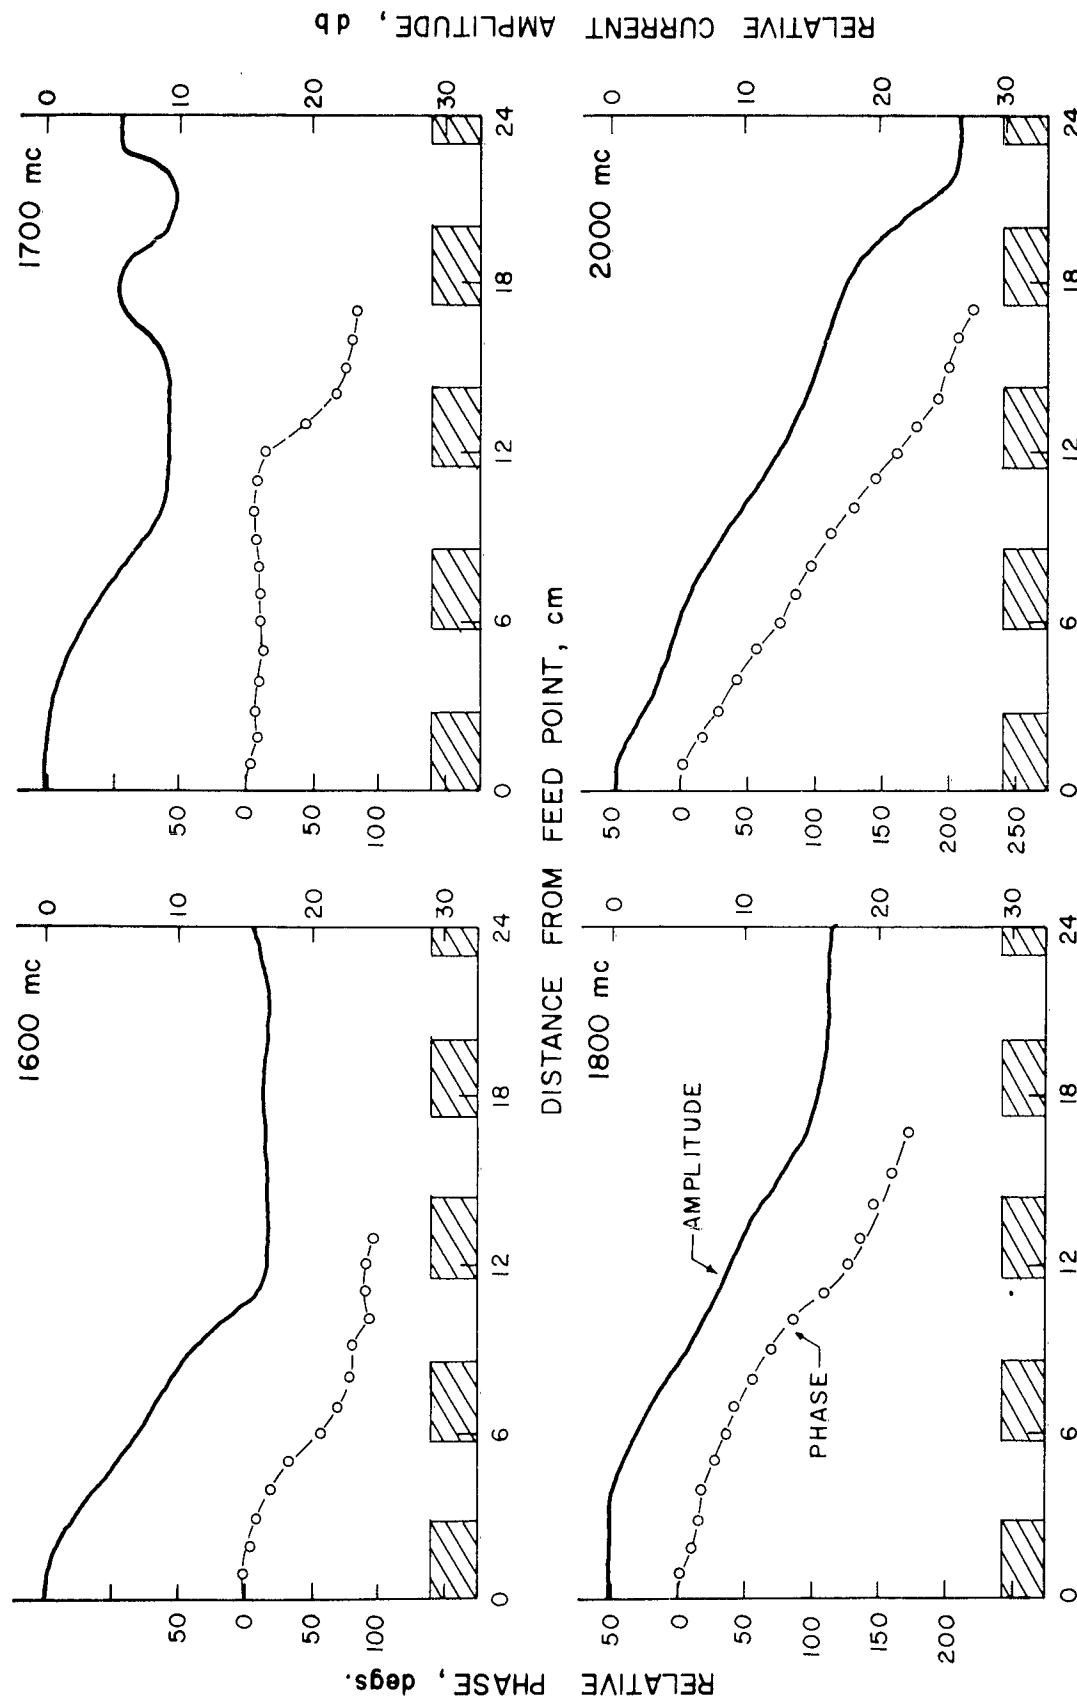 RELATIVE PHASE, degs.
RELATIVE CURRENT AMPLITUDE, db
1600 mc
50
0
50
100
0
10
20
30
0 6 12 18 24
1700 mc
50
0
50
100
0
10
20
30
0 6 12 18 24
DISTANCE FROM FEED POINT, cm
1800 mc
AMPLITUDE
PHASE
50
0
50
100
150
200
0
10
20
30
0 6 12 18 24
2000 mc
50
0
50
100
150
200
250
0
10
20
30
0 6 12 18 24